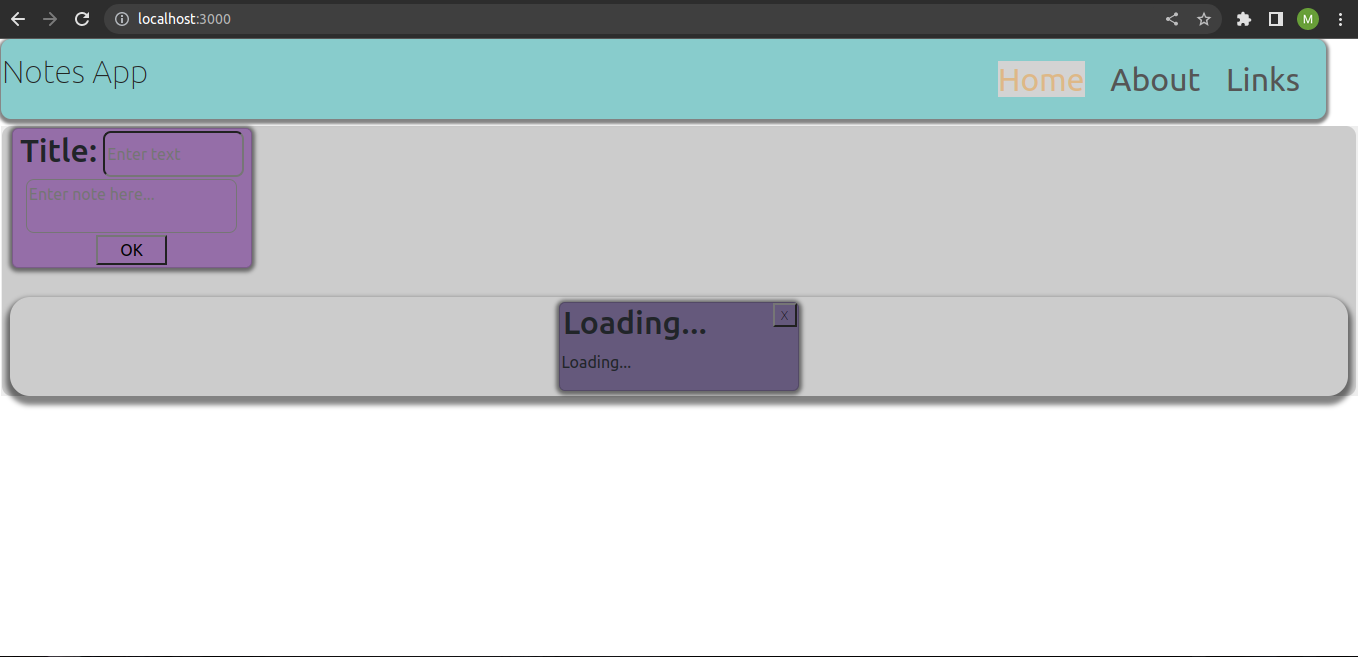 localhost:3000
M
Notes App
Home About Links
Title: Enter text
Enter note here...
OK
Loading... X
Loading...